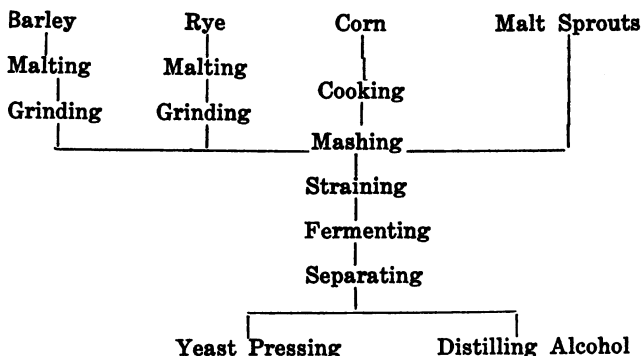 Barley Rye Corn Malt Sprouts
Malting Malting
Cooking
Grinding Grinding
Mashing
Straining
Fermenting
Separating
Yeast Pressing Distilling Alcohol